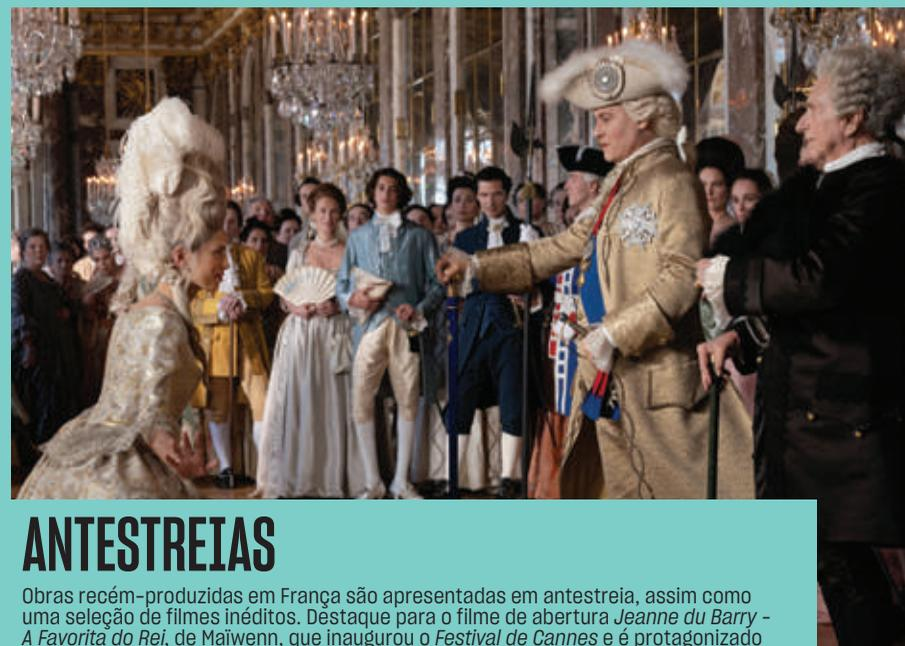 ANTESTREIAS
Obras recém-produzidas em França são apresentadas em antestreia, assim como
uma seleção de filmes inéditos. Destaque para o filme de abertura Jeanne du Barry -
A Favorita do Rei, de Maïwenn, que inaugurou o Festival de Cannes e é protagonizado